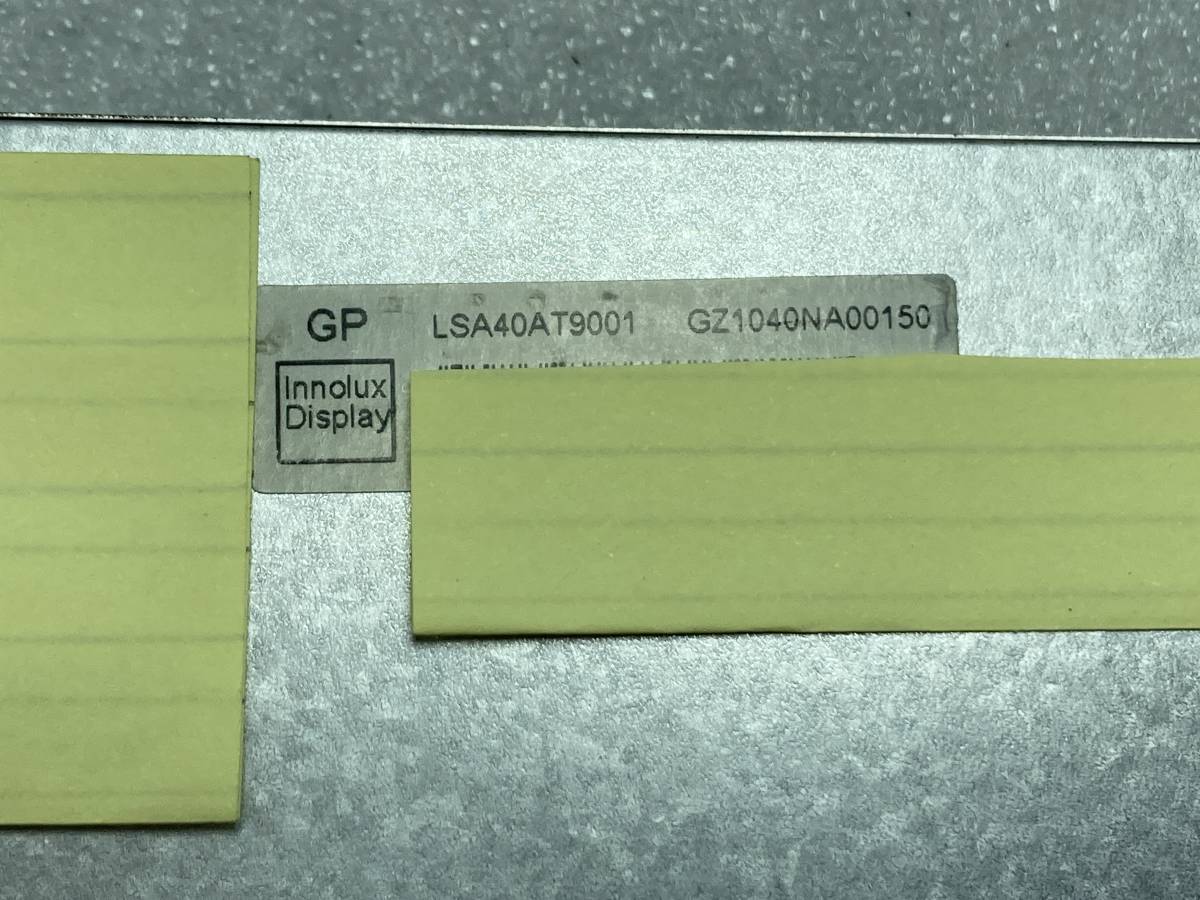 GP LSA40AT9001 GZ1040NA00150
Innolux
Display